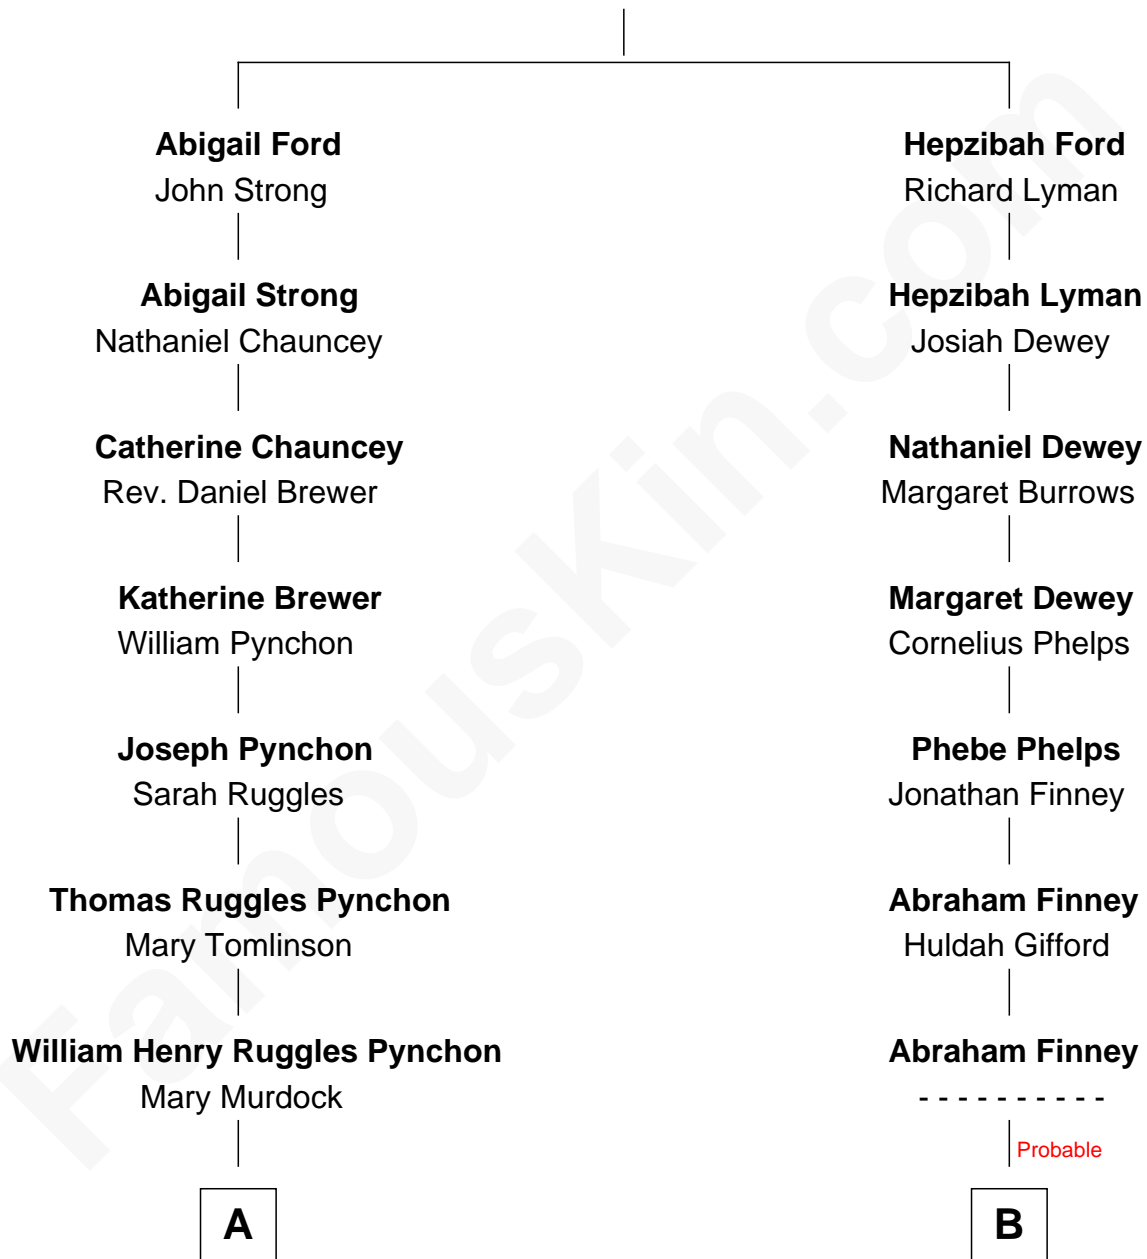 Abigail Ford
John Strong
Hepzibah Ford
Richard Lyman
Abigail Strong
Nathaniel Chauncey
Hepzibah Lyman
Josiah Dewey
Catherine Chauncey
Rev. Daniel Brewer
Nathaniel Dewey
Margaret Burrows
Katherine Brewer
William Pynchon
Margaret Dewey
Cornelius Phelps
Joseph Pynchon
Sarah Ruggles
Phebe Phelps
Jonathan Finney
Thomas Ruggles Pynchon
Mary Tomlinson
Abraham Finney
Huldah Gifford
William Henry Ruggles Pynchon
Mary Murdock
Abraham Finney
- - - - - - - - - -
Probable
A
B
FamousKin.com